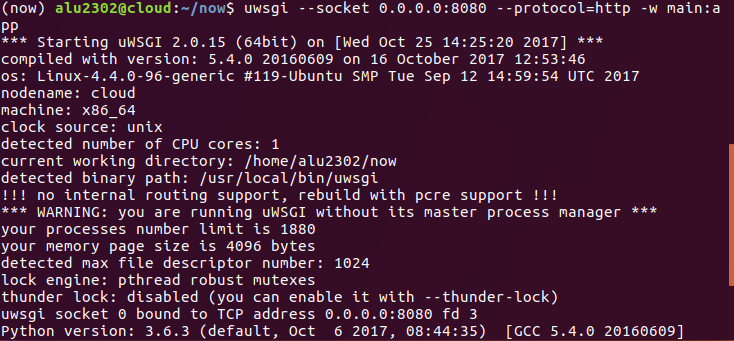 (now) alu2302@cloud:~/now$ uwsgi --socket 0.0.0.0:8080 --protocol=http -w main:a
pp
*** Starting uWSGI 2.0.15 (64bit) on [Wed Oct 25 14:25:20 2017] ***
compiled with version: 5.4.0 20160609 on 16 October 2017 12:53:46
os: Linux-4.4.0-96-generic #119-Ubuntu SMP Tue Sep 12 14:59:54 UTC 2017
nodename: cloud
machine: x86_64
clock source: unix
detected number of CPU cores: 1
current working directory: /home/alu2302/now
detected binary path: /usr/local/bin/uwsgi
!!! no internal routing support, rebuild with pcre support !!!
*** WARNING: you are running uWSGI without its master process manager ***
your processes number limit is 1880
your memory page size is 4096 bytes
detected max file descriptor number: 1024
lock engine: pthread robust mutexes
thunder lock: disabled (you can enable it with --thunder-lock)
uwsgi socket 0 bound to TCP address 0.0.0.0:8080 fd 3
Python version: 3.6.3 (default, Oct  6 2017, 08:44:35)  [GCC 5.4.0 20160609]